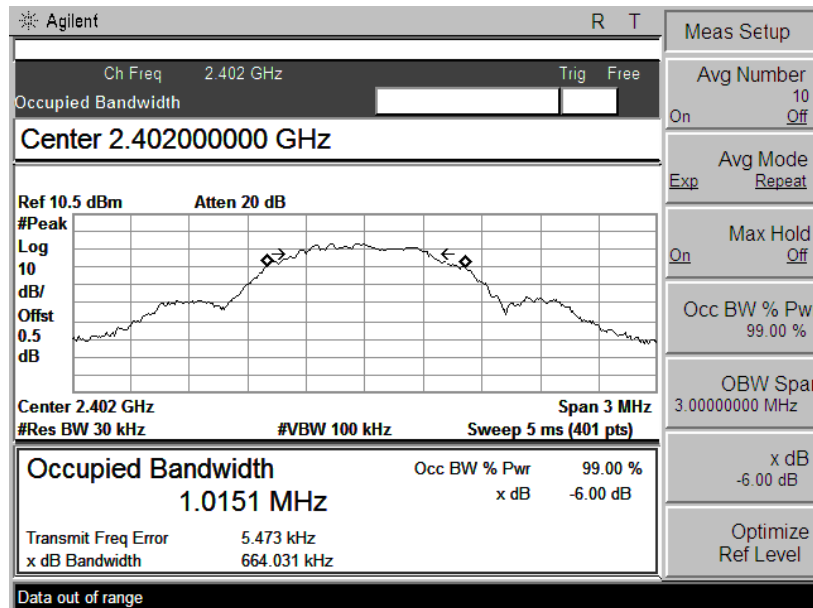 Agilent R T
Ch Freq 2.402 GHz Trig Free
Occupied Bandwidth
Center 2.402000000 GHz
Ref 10.5 dBm Atten 20 dB
#Peak
Log
10
dB/
Offst
0.5
dB
Center 2.402 GHz Span 3 MHz
#Res BW 30 kHz #VBW 100 kHz Sweep 5 ms (401 pts)
Occupied Bandwidth Occ BW % Pwr 99.00 %
1.0151 MHz x dB -6.00 dB
Transmit Freq Error 5.473 kHz
x dB Bandwidth 664.031 kHz
Data out of range
Meas Setup
Avg Number
10
On Off
Avg Mode
Exp Repeat
Max Hold
On Off
Occ BW % Pw
99.00 %
OBW Spa
3.00000000 MHz
x dB
-6.00 dB
Optimize
Ref Level